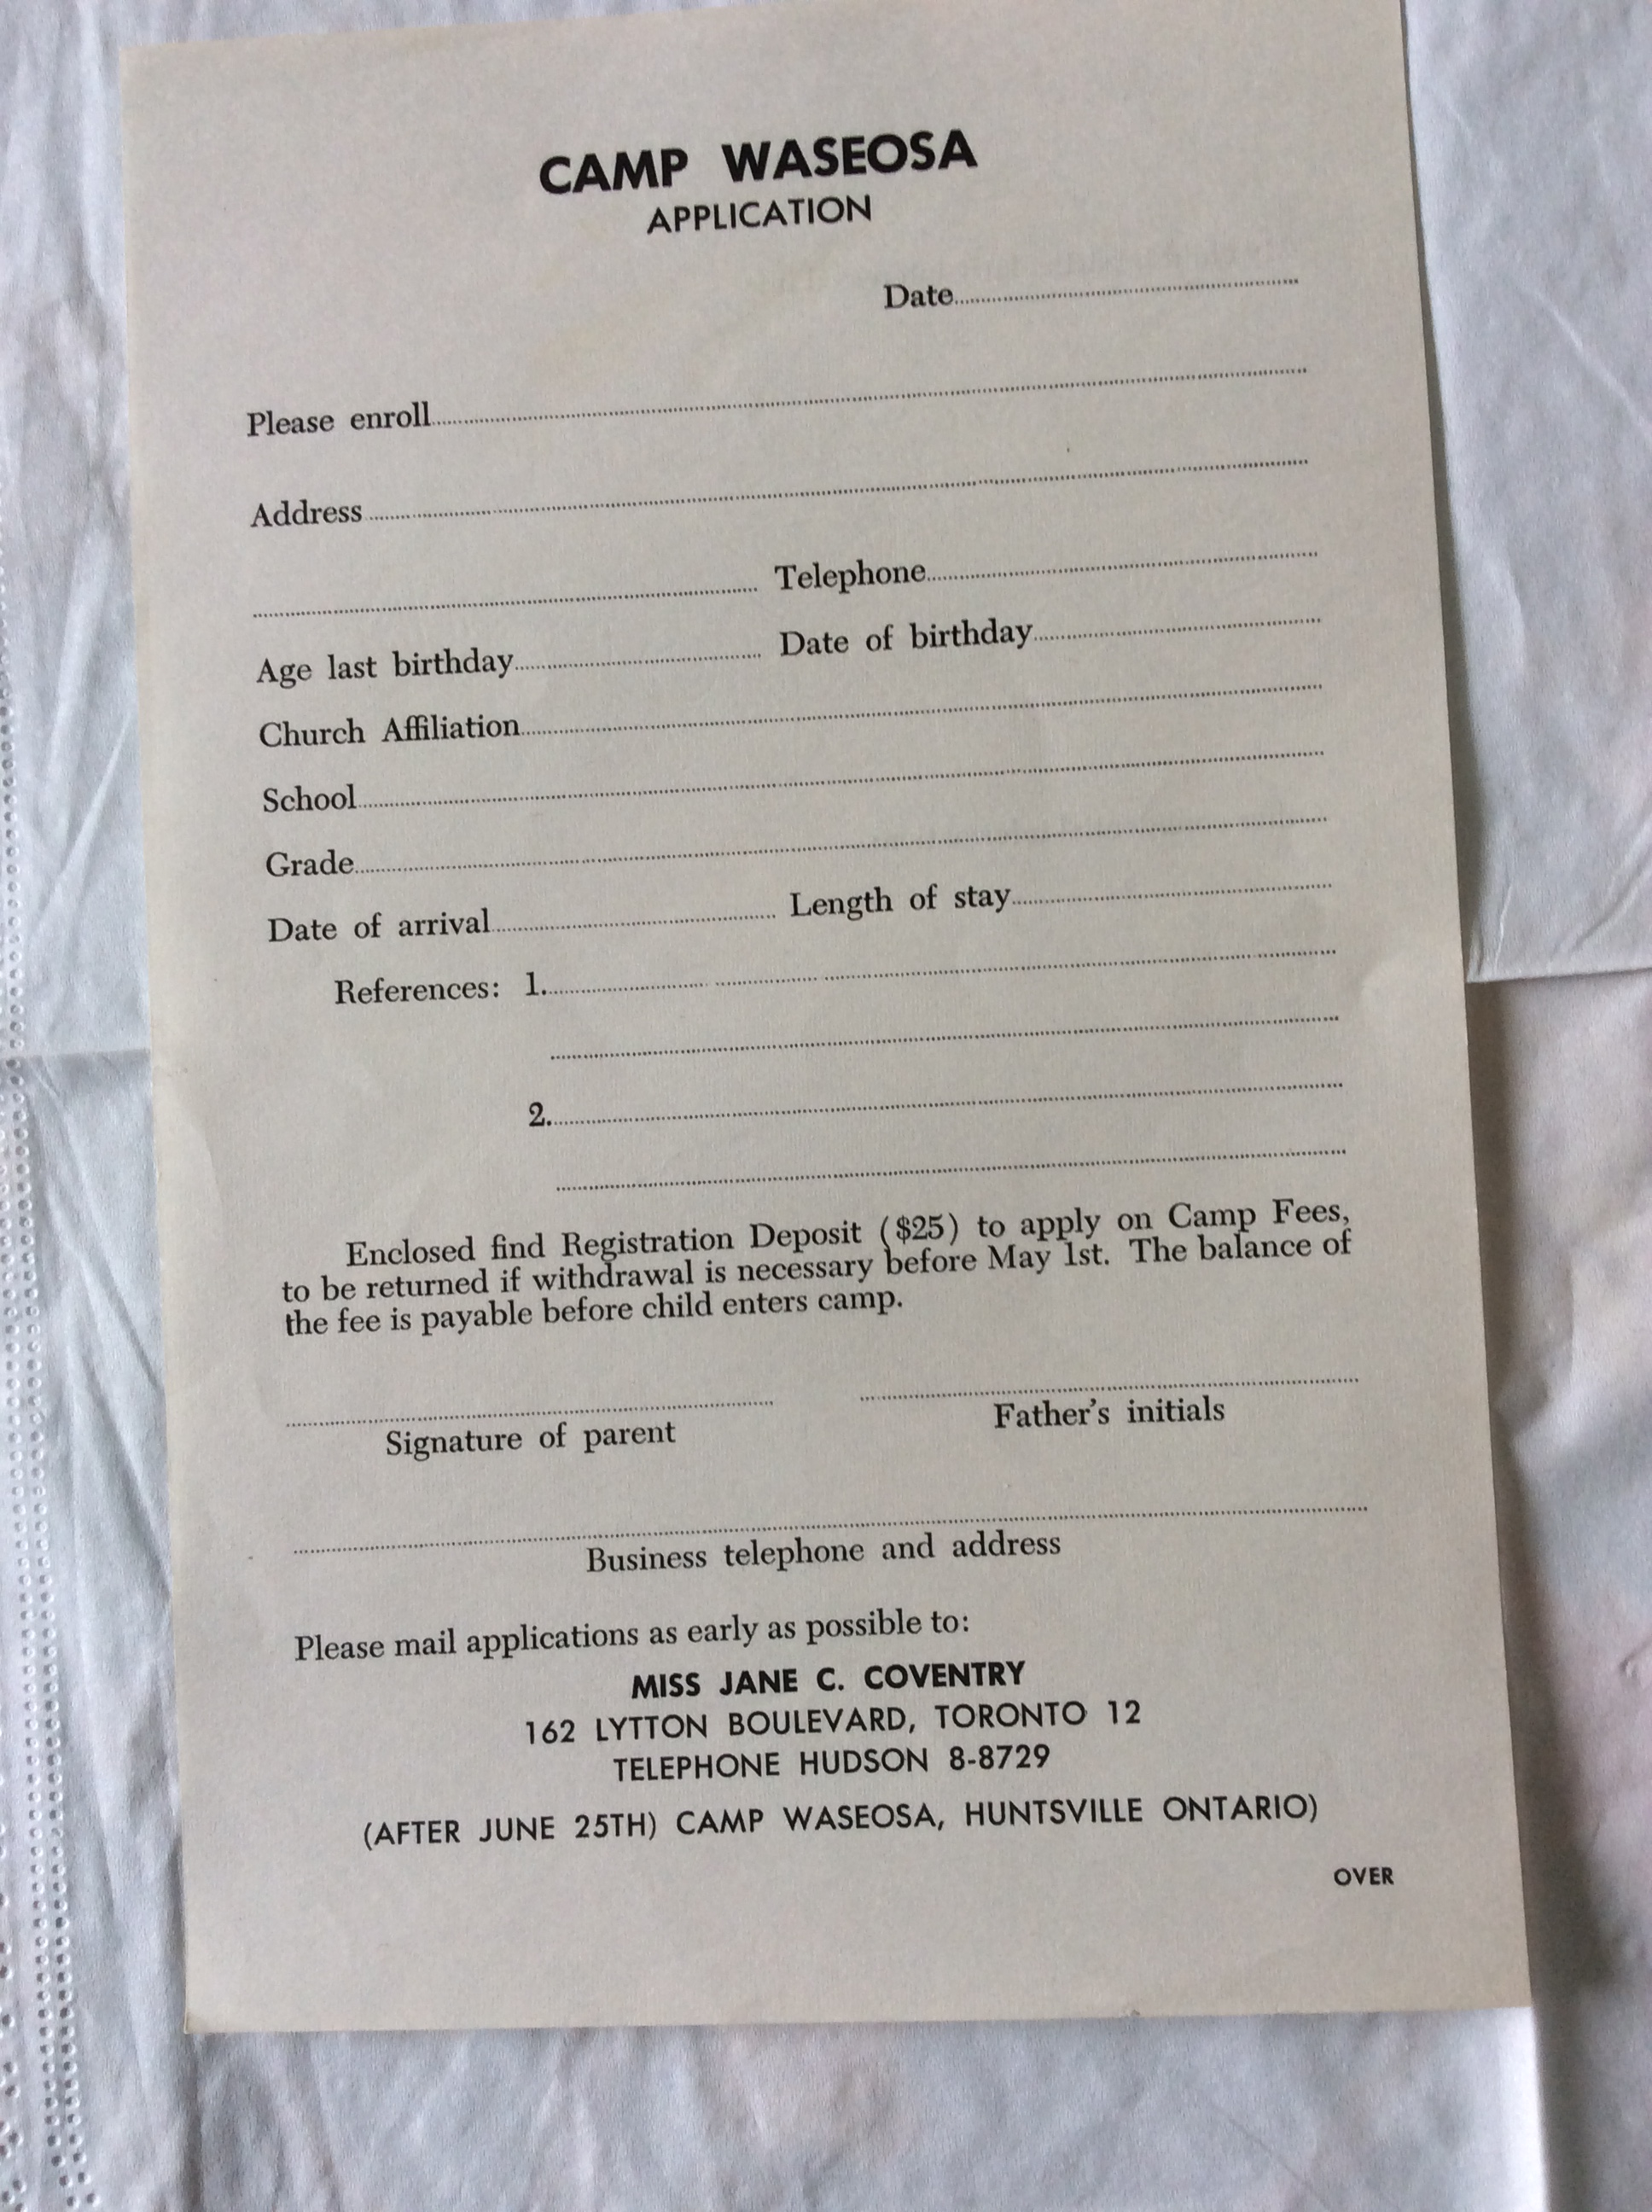 CAMP WASEOSA
APPLICATION
Date
Please enroll
Address
Telephone
Age last birthday Date of birthday
Church Affiliation
School
Grade
Date of arrival Length of stay
References: 1.
2.
Enclosed find Registration Deposit ($25) to apply on Camp Fees,
to be returned if withdrawal is necessary before May 1st. The balance of
the fee is payable before child enters camp.
Signature of parent Father's initials
Business telephone and address
Please mail applications as early as possible to:
MISS JANE C. COVENTRY
162 LYTTON BOULEVARD, TORONTO 12
TELEPHONE HUDSON 8-8729
(AFTER JUNE 25TH) CAMP WASEOSA, HUNTSVILLE ONTARIO)
OVER